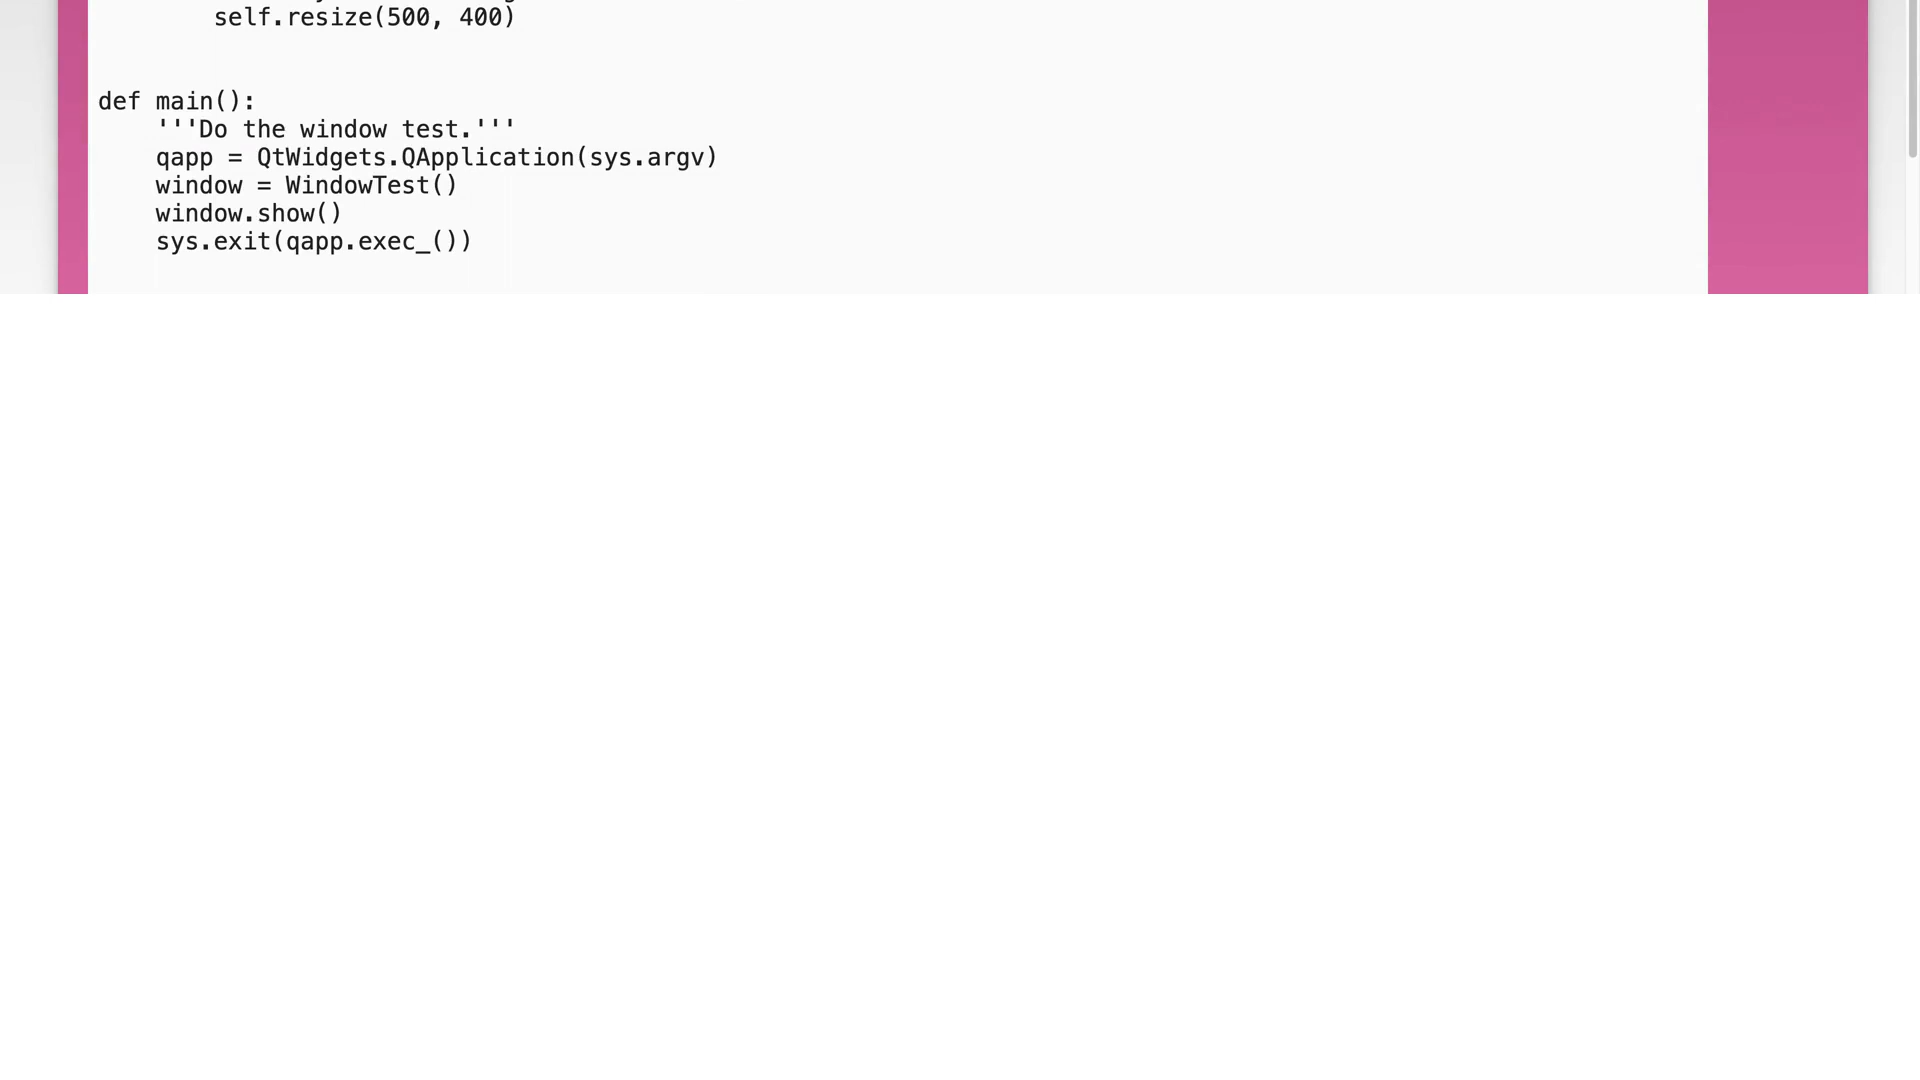 self.resize(500, 400)


def main():
    '''Do the window test.'''
    qapp = QtWidgets.QApplication(sys.argv)
    window = WindowTest()
    window.show()
    sys.exit(qapp.exec_())